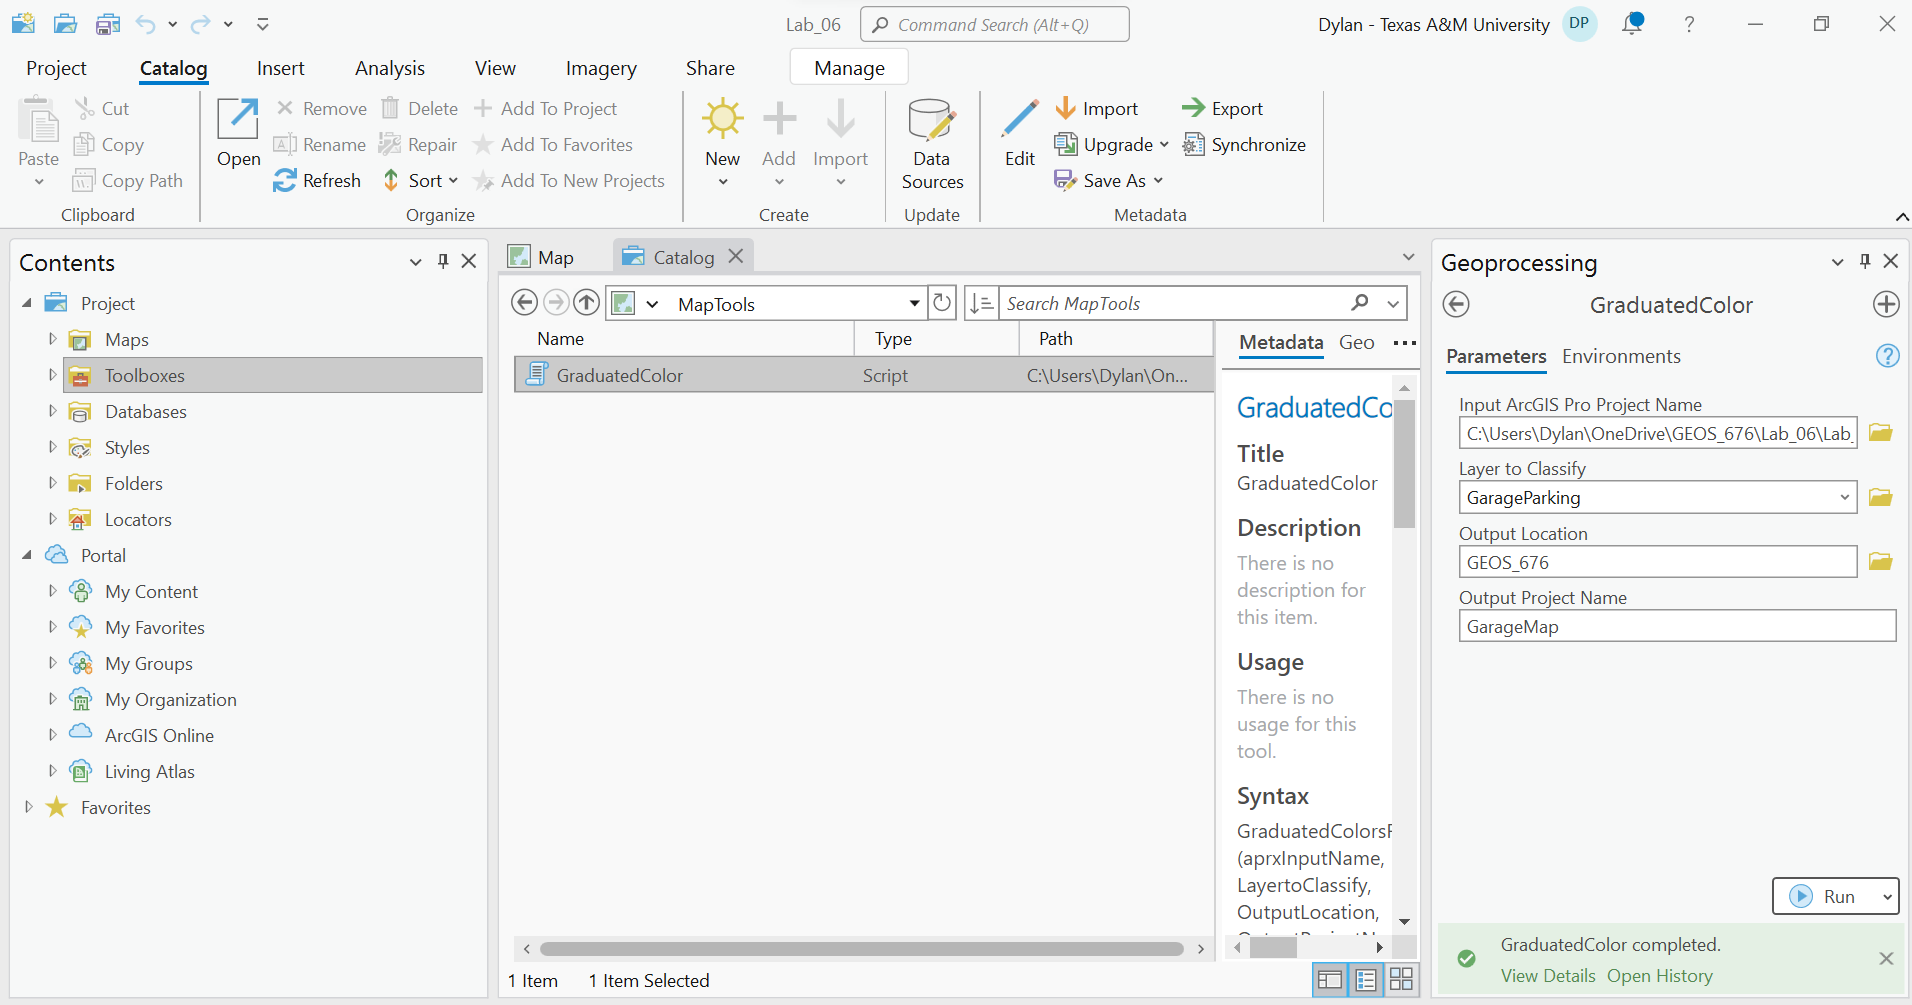 Lab_06
Command Search (Alt+Q)
Dylan - Texas A&M University
DP
?
Project
Catalog
Insert
Analysis
View
Imagery
Share
Manage
Paste
Cut
Copy
Copy Path
Clipboard
Open
Remove
Rename
Refresh
Delete
Repair
Sort
Add To Project
Add To Favorites
Add To New Projects
Organize
New
Add
Import
Create
Data
Sources
Update
Edit
Import
Upgrade
Save As
Export
Synchronize
Metadata
Contents
Project
Maps
Toolboxes
Databases
Styles
Folders
Locators
Portal
My Content
My Favorites
My Groups
My Organization
ArcGIS Online
Living Atlas
Favorites
Map
Catalog
MapTools
Search MapTools
Name
Type
Path
GraduatedColor
Script
C:\Users\Dylan\On...
1 Item
1 Item Selected
Metadata
Geo
GraduatedCo
Title
GraduatedColor
Description
There is no
description for
this item.
Usage
There is no
usage for this
tool.
Syntax
GraduatedColorsR
(aprxInputName,
LayertoClassify,
OutputLocation,
Geoprocessing
GraduatedColor
Parameters
Environments
?
Input ArcGIS Pro Project Name
C:\Users\Dylan\OneDrive\GEOS_676\Lab_06\Lab_
Layer to Classify
GarageParking
Output Location
GEOS_676
Output Project Name
GarageMap
Run
GraduatedColor completed.
View Details
Open History